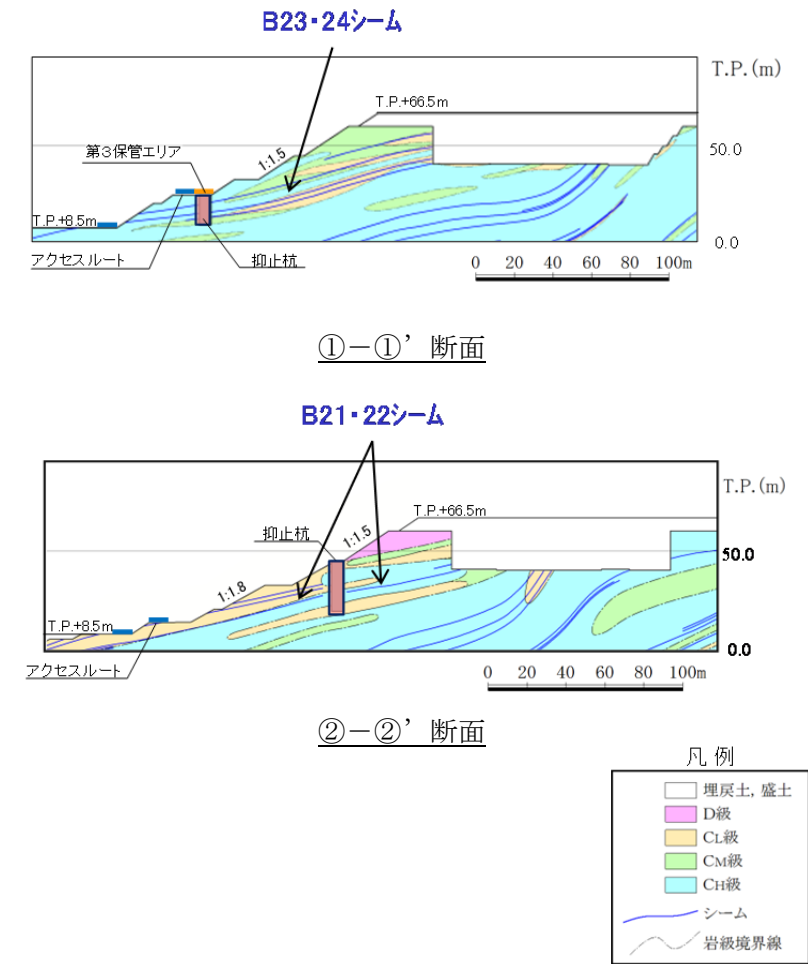 B23・24シーム
T.P.(m)
T.P.+66.5m
50.0
第3保管エリア
1:1.5
T.P.+8.5m
0.0
アクセスルート
抑止杭
0 20 40 60 80 100m
①-①’断面
B21・22シーム
T.P.(m)
T.P.+66.5m
抑止杭
1:1.5
50.0
1:1.8
T.P.+8.5m
0.0
アクセスルート
0 20 40 60 80 100m
②-②’断面
凡例
埋戻土,盛土
D級
CL級
CM級
CH級
シーム
岩級境界線